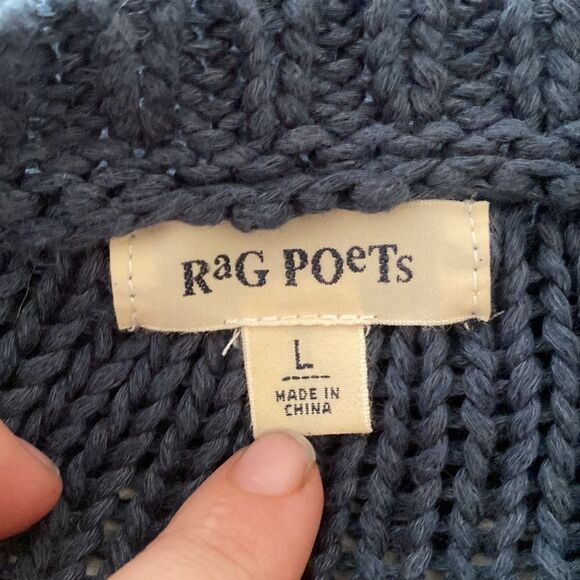 RaG POeTs
L
MADE IN
CHINA